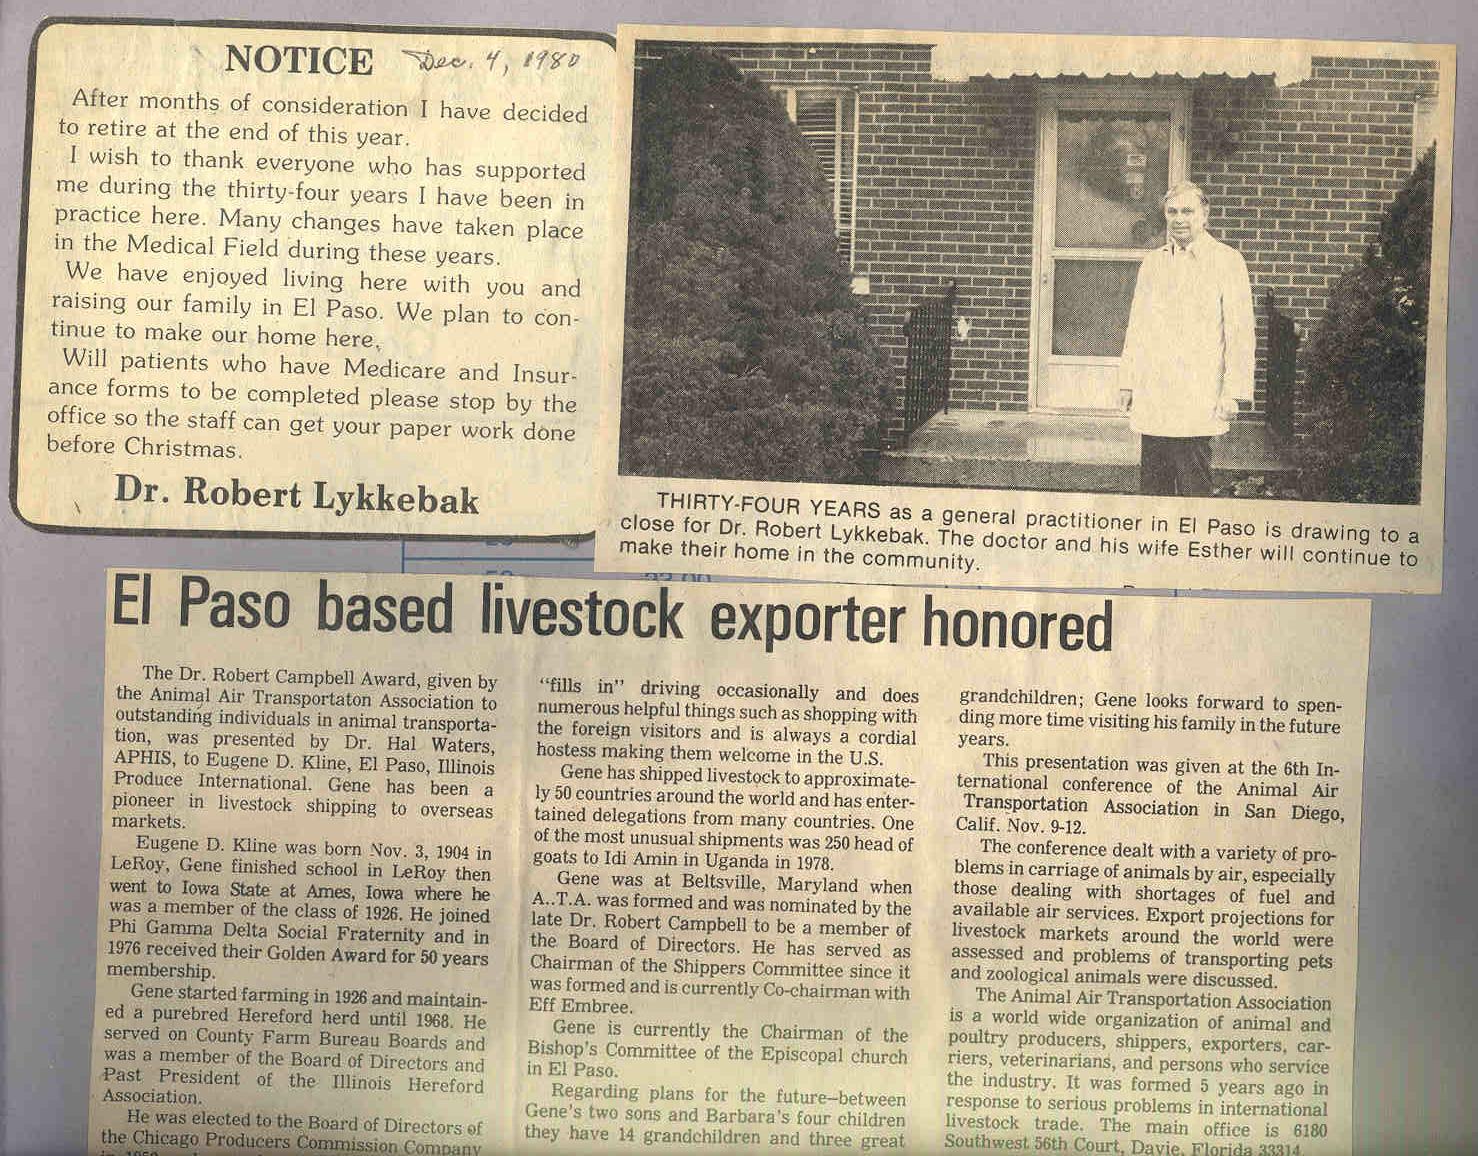 NOTICE Dec. 4, 1980
After months of consideration I have decided
to retire at the end of this year.
I wish to thank everyone who has supported
me during the thirty-four years I have been in
practice here. Many changes have taken place
in the Medical Field during these years.
We have enjoyed living here with you and
raising our family in El Paso. We plan to con-
tinue to make our home here.
Will patients who have Medicare and Insur-
ance forms to be completed please stop by the
office so the staff can get your paper work done
before Christmas.
Dr. Robert Lykkebak
THIRTY-FOUR YEARS as a general practitioner in El Paso is drawing to a
close for Dr. Robert Lykkebak. The doctor and his wife Esther will continue to
make their home in the community.
El Paso based livestock exporter honored
The Dr. Robert Campbell Award, given by
the Animal Air Transportaton Association to
outstanding individuals in animal transporta-
tion, was presented by Dr. Hal Waters,
APHIS, to Eugene D. Kline, El Paso, Illinois
Produce International. Gene has been a
pioneer in livestock shipping to overseas
markets.
Eugene D. Kline was born Nov. 3, 1904 in
LeRoy, Gene finished school in LeRoy then
went to Iowa State at Ames, Iowa where he
was a member of the class of 1926. He joined
Phi Gamma Delta Social Fraternity and in
1976 received their Golden Award for 50 years
membership.
Gene started farming in 1926 and maintain-
ed a purebred Hereford herd until 1968. He
served on County Farm Bureau Boards and
was a member of the Board of Directors and
Past President of the Illinois Hereford
Association.
He was elected to the Board of Directors of
the Chicago Producers Commission Company
"fills in" driving occasionally and does
numerous helpful things such as shopping with
the foreign visitors and is always a cordial
hostess making them welcome in the U.S.
Gene has shipped livestock to approximate-
ly 50 countries around the world and has enter-
tained delegations from many countries. One
of the most unusual shipments was 250 head of
goats to Idi Amin in Uganda in 1978.
Gene was at Beltsville, Maryland when
A..T.A. was formed and was nominated by the
late Dr. Robert Campbell to be a member of
the Board of Directors. He has served as
Chairman of the Shippers Committee since it
was formed and is currently Co-chairman with
Eff Embree.
Gene is currently the Chairman of the
Bishop's Committee of the Episcopal church
in El Paso.
Regarding plans for the future—between
Gene's two sons and Barbara's four children
they have 14 grandchildren and three great
grandchildren; Gene looks forward to spen-
ding more time visiting his family in the future
years.
This presentation was given at the 6th In-
ternational conference of the Animal Air
Transportation Association in San Diego,
Calif. Nov. 9-12.
The conference dealt with a variety of pro-
blems in carriage of animals by air, especially
those dealing with shortages of fuel and
available air services. Export projections for
livestock markets around the world were
assessed and problems of transporting pets
and zoological animals were discussed.
The Animal Air Transportation Association
is a world wide organization of animal and
poultry producers, shippers, exporters, car-
riers, veterinarians, and persons who service
the industry. It was formed 5 years ago in
response to serious problems in international
livestock trade. The main office is 6180
Southwest 56th Court, Davie, Florida 33314.